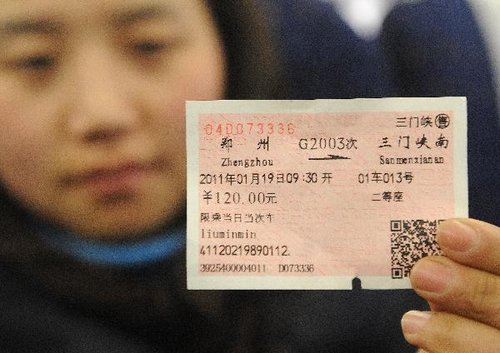 040073336 三门峡 售
郑 州 G2003次 三门峡南
Zhengzhou Sanmenxianan
2011年01月19日09:30开 01车013号
¥120.00元 二等座
限乘当日当次车
liuminmin
41120219890112
3925400004011 D073336